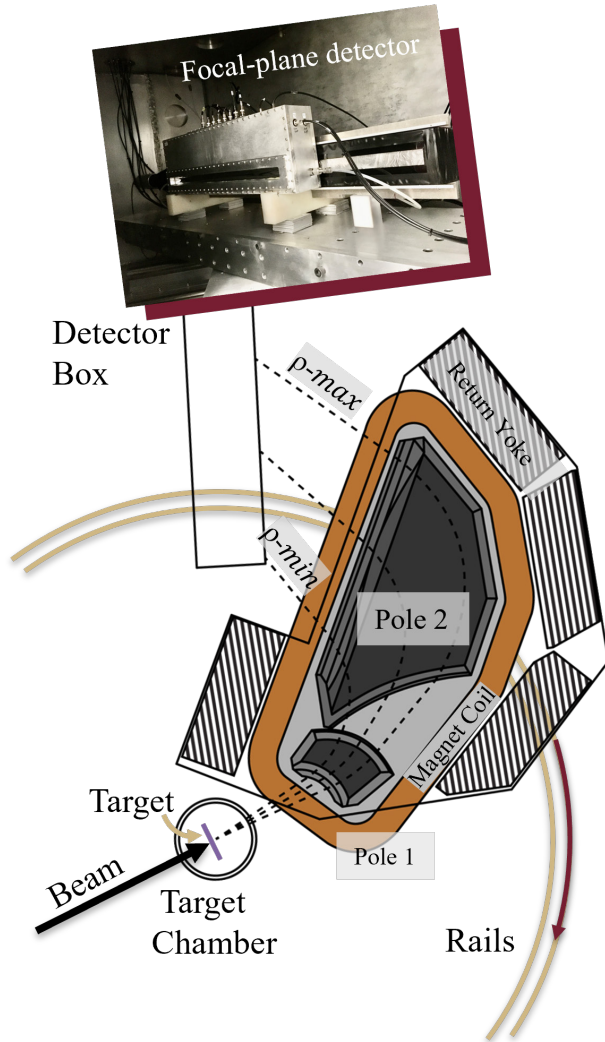 Focal-plane detector
Detector
Box
ρ-max
Return Yoke
ρ-min
Pole 2
Magnet Coil
Target
Pole 1
Beam
Target
Chamber
Rails